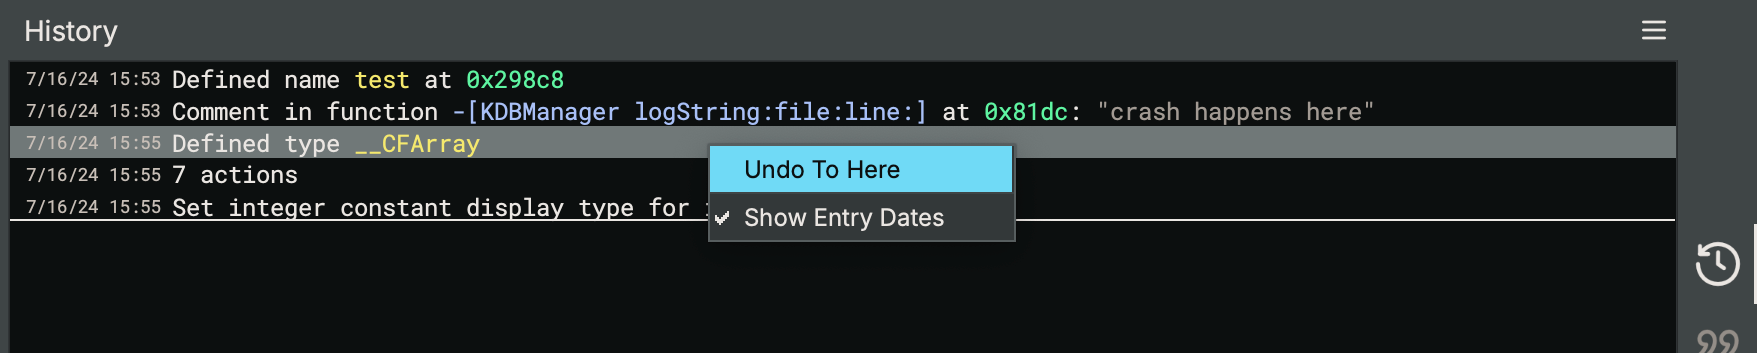 History
7/16/24 15:53 Defined name test at 0x298c8
7/16/24 15:53 Comment in function -[KDBManager logString:file:line:] at 0x81dc: "crash happens here"
7/16/24 15:55 Defined type __CFArray
Undo To Here
7/16/24 15:55 7 actions
7/16/24 15:55 Set integer constant display type for
Show Entry Dates